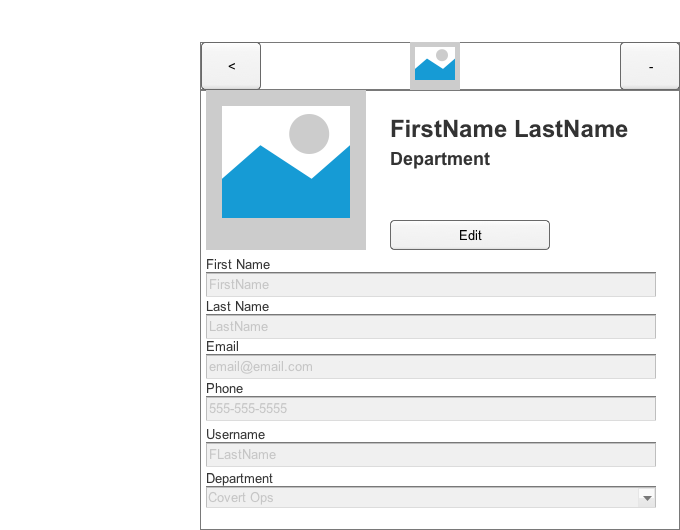 <
-
FirstName LastName
Department
Edit
First Name
FirstName
Last Name
LastName
Email
email@email.com
Phone
555-555-5555
Username
FLastName
Department
Covert Ops